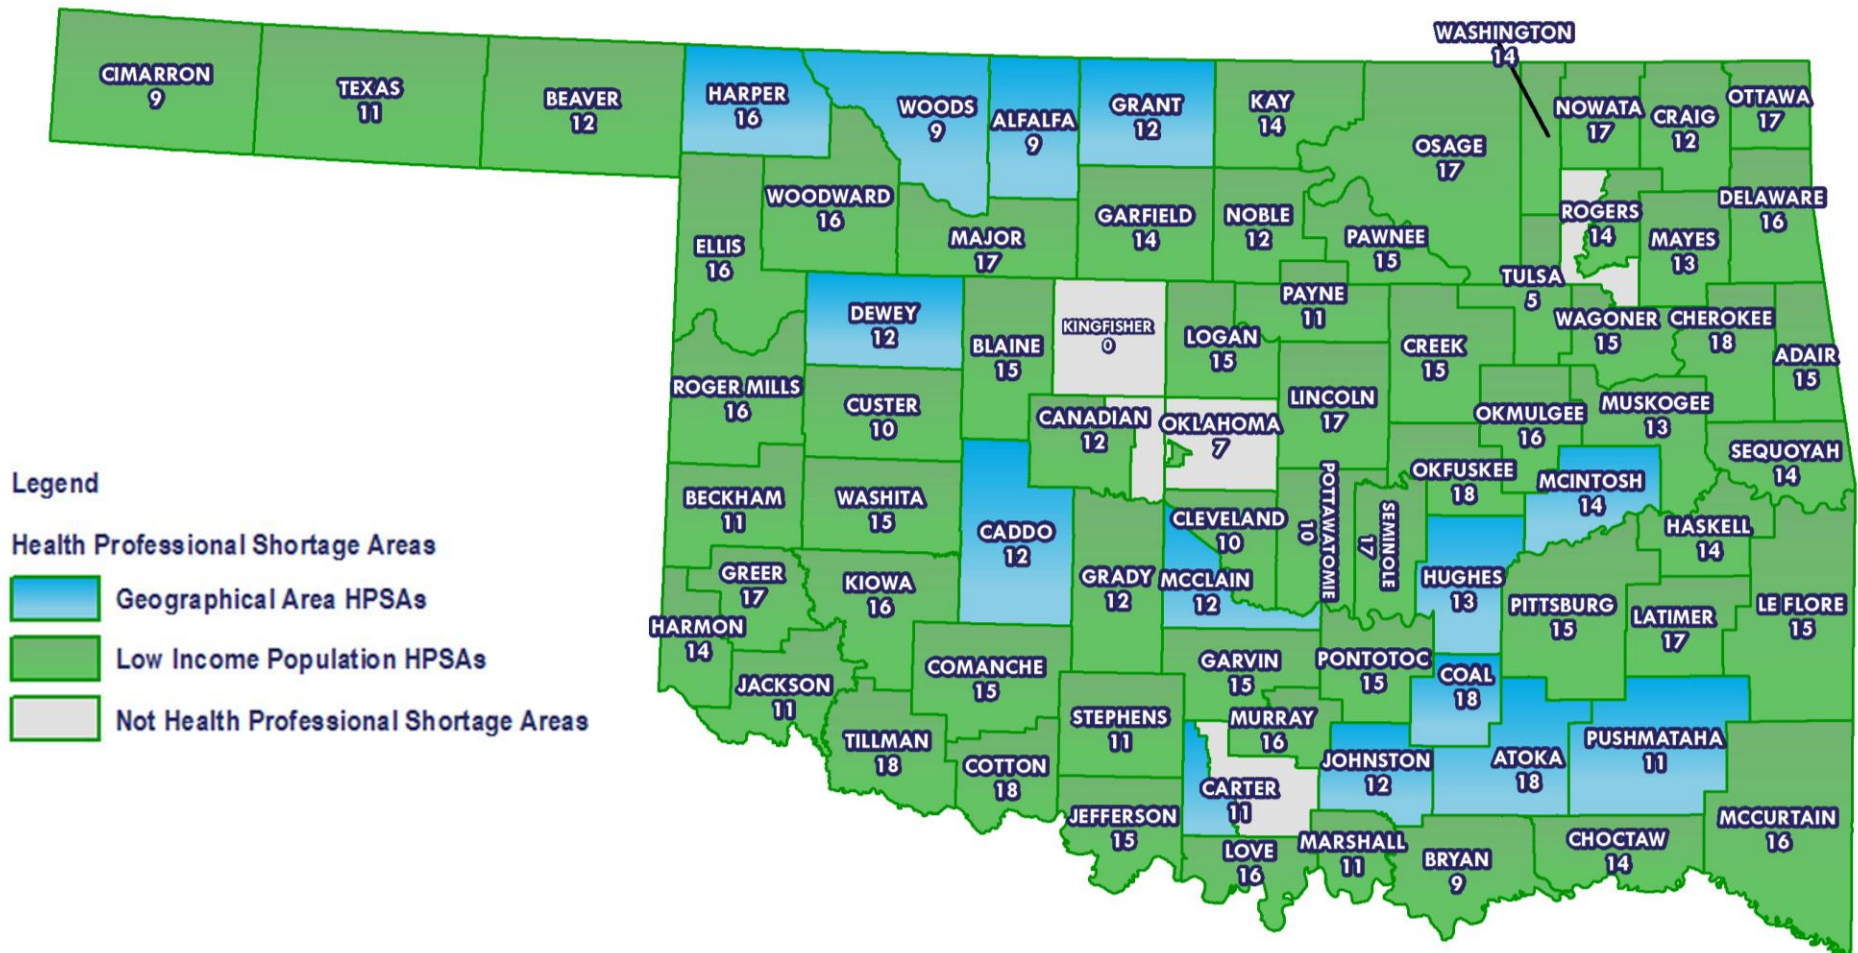 WASHINGTON
14
CIMARRON
9
TEXAS
11
BEAVER
12
HARPER
16
WOODS
9
ALFALFA
9
GRANT
12
KAY
14
OSAGE
17
NOWATA
17
CRAIG
12
OTTAWA
17
WOODWARD
16
ELLIS
16
MAJOR
17
GARFIELD
14
NOBLE
12
PAWNEE
15
ROGERS
14
MAYES
13
DELAWARE
16
TULSA
5
DEWEY
12
BLAINE
15
KINGFISHER
0
LOGAN
15
PAYNE
11
CREEK
15
WAGONER
15
CHEROKEE
18
ADAIR
15
ROGER MILLS
16
CUSTER
10
CANADIAN
12
OKLAHOMA
7
LINCOLN
17
OKMULGEE
16
MUSKOGEE
13
SEQUOYAH
14
BECKHAM
11
WASHITA
15
CADDO
12
CLEVELAND
10
POTTAWATOMIE
10
SEMINOLE
17
OKFUSKEE
18
MCINTOSH
14
HASKELL
14
GREER
17
KIOWA
16
GRADY
12
MCCLAIN
12
HUGHES
13
PITTSBURG
15
LATIMER
17
LE FLORE
15
HARMON
14
JACKSON
11
COMANCHE
15
GARVIN
15
PONTOTOC
15
COAL
18
TILLMAN
18
COTTON
18
STEPHENS
11
MURRAY
16
CARTER
11
JOHNSTON
12
ATOKA
18
PUSHMATAHA
11
JEFFERSON
15
LOVE
16
MARSHALL
11
BRYAN
9
CHOCTAW
14
MCCURTAIN
16
Legend
Health Professional Shortage Areas
Geographical Area HPSAs
Low Income Population HPSAs
Not Health Professional Shortage Areas